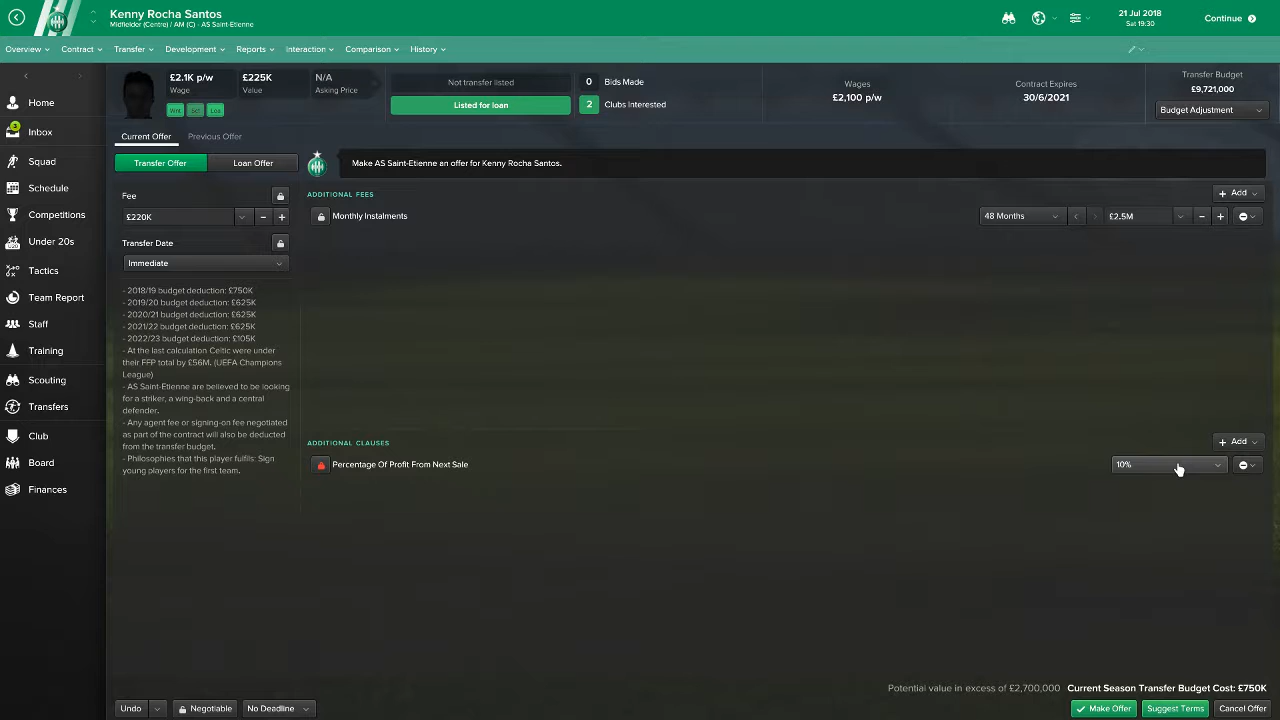 Kenny Rocha Santos
Midfielder (Centre) / AM (C) - AS Saint-Etienne
21 Jul 2018
Sat 19:30
Continue
Overview
Contract
Transfer
Development
Reports
Interaction
Comparison
History
£2.1K p/w
Wage
£225K
Value
N/A
Asking Price
Wnt
Sct
Loa
Not transfer listed
Listed for loan
0 Bids Made
2 Clubs Interested
Wages
£2,100 p/w
Contract Expires
30/6/2021
Transfer Budget
£9,721,000
Budget Adjustment
3
Home
Inbox
Squad
Schedule
Competitions
Under 20s
Tactics
Team Report
Staff
Training
Scouting
Transfers
Club
Board
Finances
Current Offer
Previous Offer
Transfer Offer
Loan Offer
Make AS Saint-Etienne an offer for Kenny Rocha Santos.
Fee
£220K
Transfer Date
Immediate
- 2018/19 budget deduction: £750K
- 2019/20 budget deduction: £625K
- 2020/21 budget deduction: £625K
- 2021/22 budget deduction: £625K
- 2022/23 budget deduction: £105K
- At the last calculation Celtic were under
their FFP total by £56M. (UEFA Champions
League)
- AS Saint-Etienne are believed to be looking
for a striker, a wing-back and a central
defender.
- Any agent fee or signing-on fee negotiated
as part of the contract will also be deducted
from the transfer budget.
- Philosophies that this player fulfils: Sign
young players for the first team.
ADDITIONAL FEES
Add
Monthly Instalments
48 Months
£2.5M
ADDITIONAL CLAUSES
Add
Percentage Of Profit From Next Sale
10%
Potential value in excess of £2,700,000
Current Season Transfer Budget Cost: £750K
Undo
Negotiable
No Deadline
Make Offer
Suggest Terms
Cancel Offer